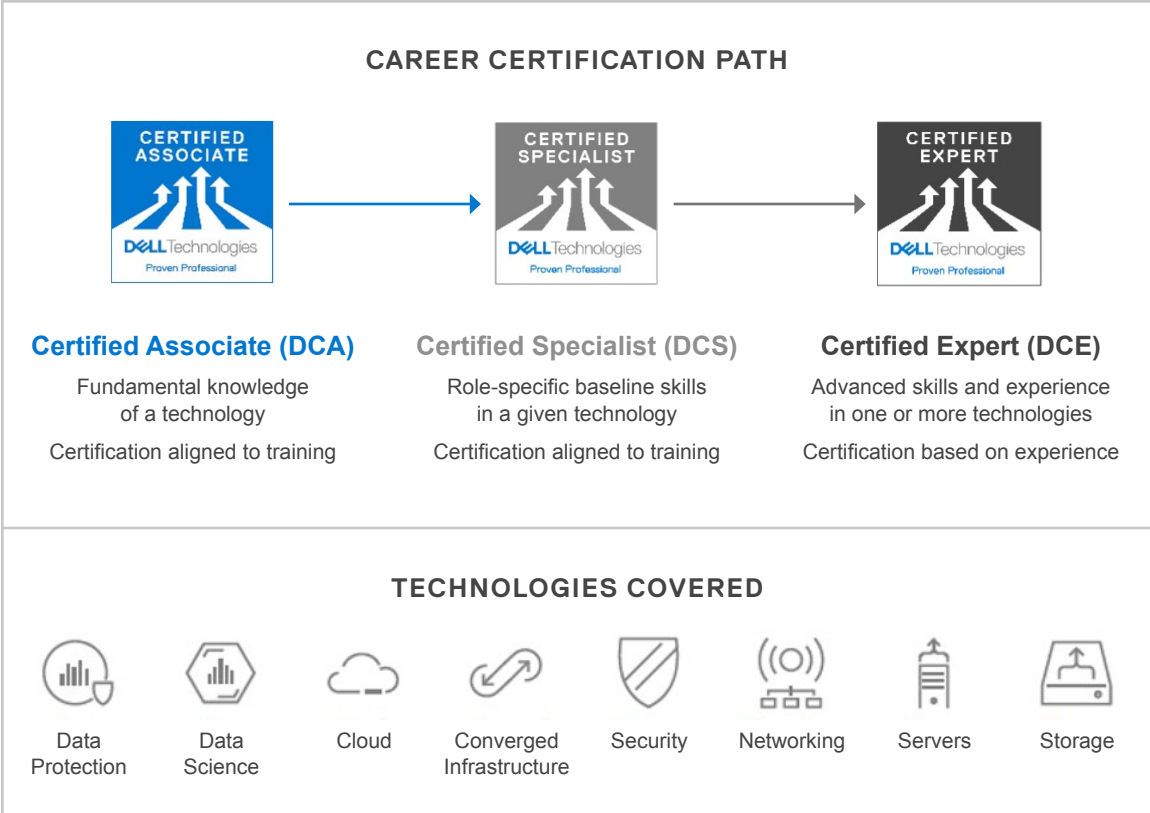 CAREER CERTIFICATION PATH
CERTIFIED
ASSOCIATE
DELLTechnologies
Proven Professional
CERTIFIED
SPECIALIST
DELLTechnologies
Proven Professional
CERTIFIED
EXPERT
DELLTechnologies
Proven Professional
Certified Associate (DCA)
Fundamental knowledge
of a technology
Certification aligned to training
Certified Specialist (DCS)
Role-specific baseline skills
in a given technology
Certification aligned to training
Certified Expert (DCE)
Advanced skills and experience
in one or more technologies
Certification based on experience
TECHNOLOGIES COVERED
Data
Protection
Data
Science
Cloud
Converged
Infrastructure
Security
Networking
Servers
Storage